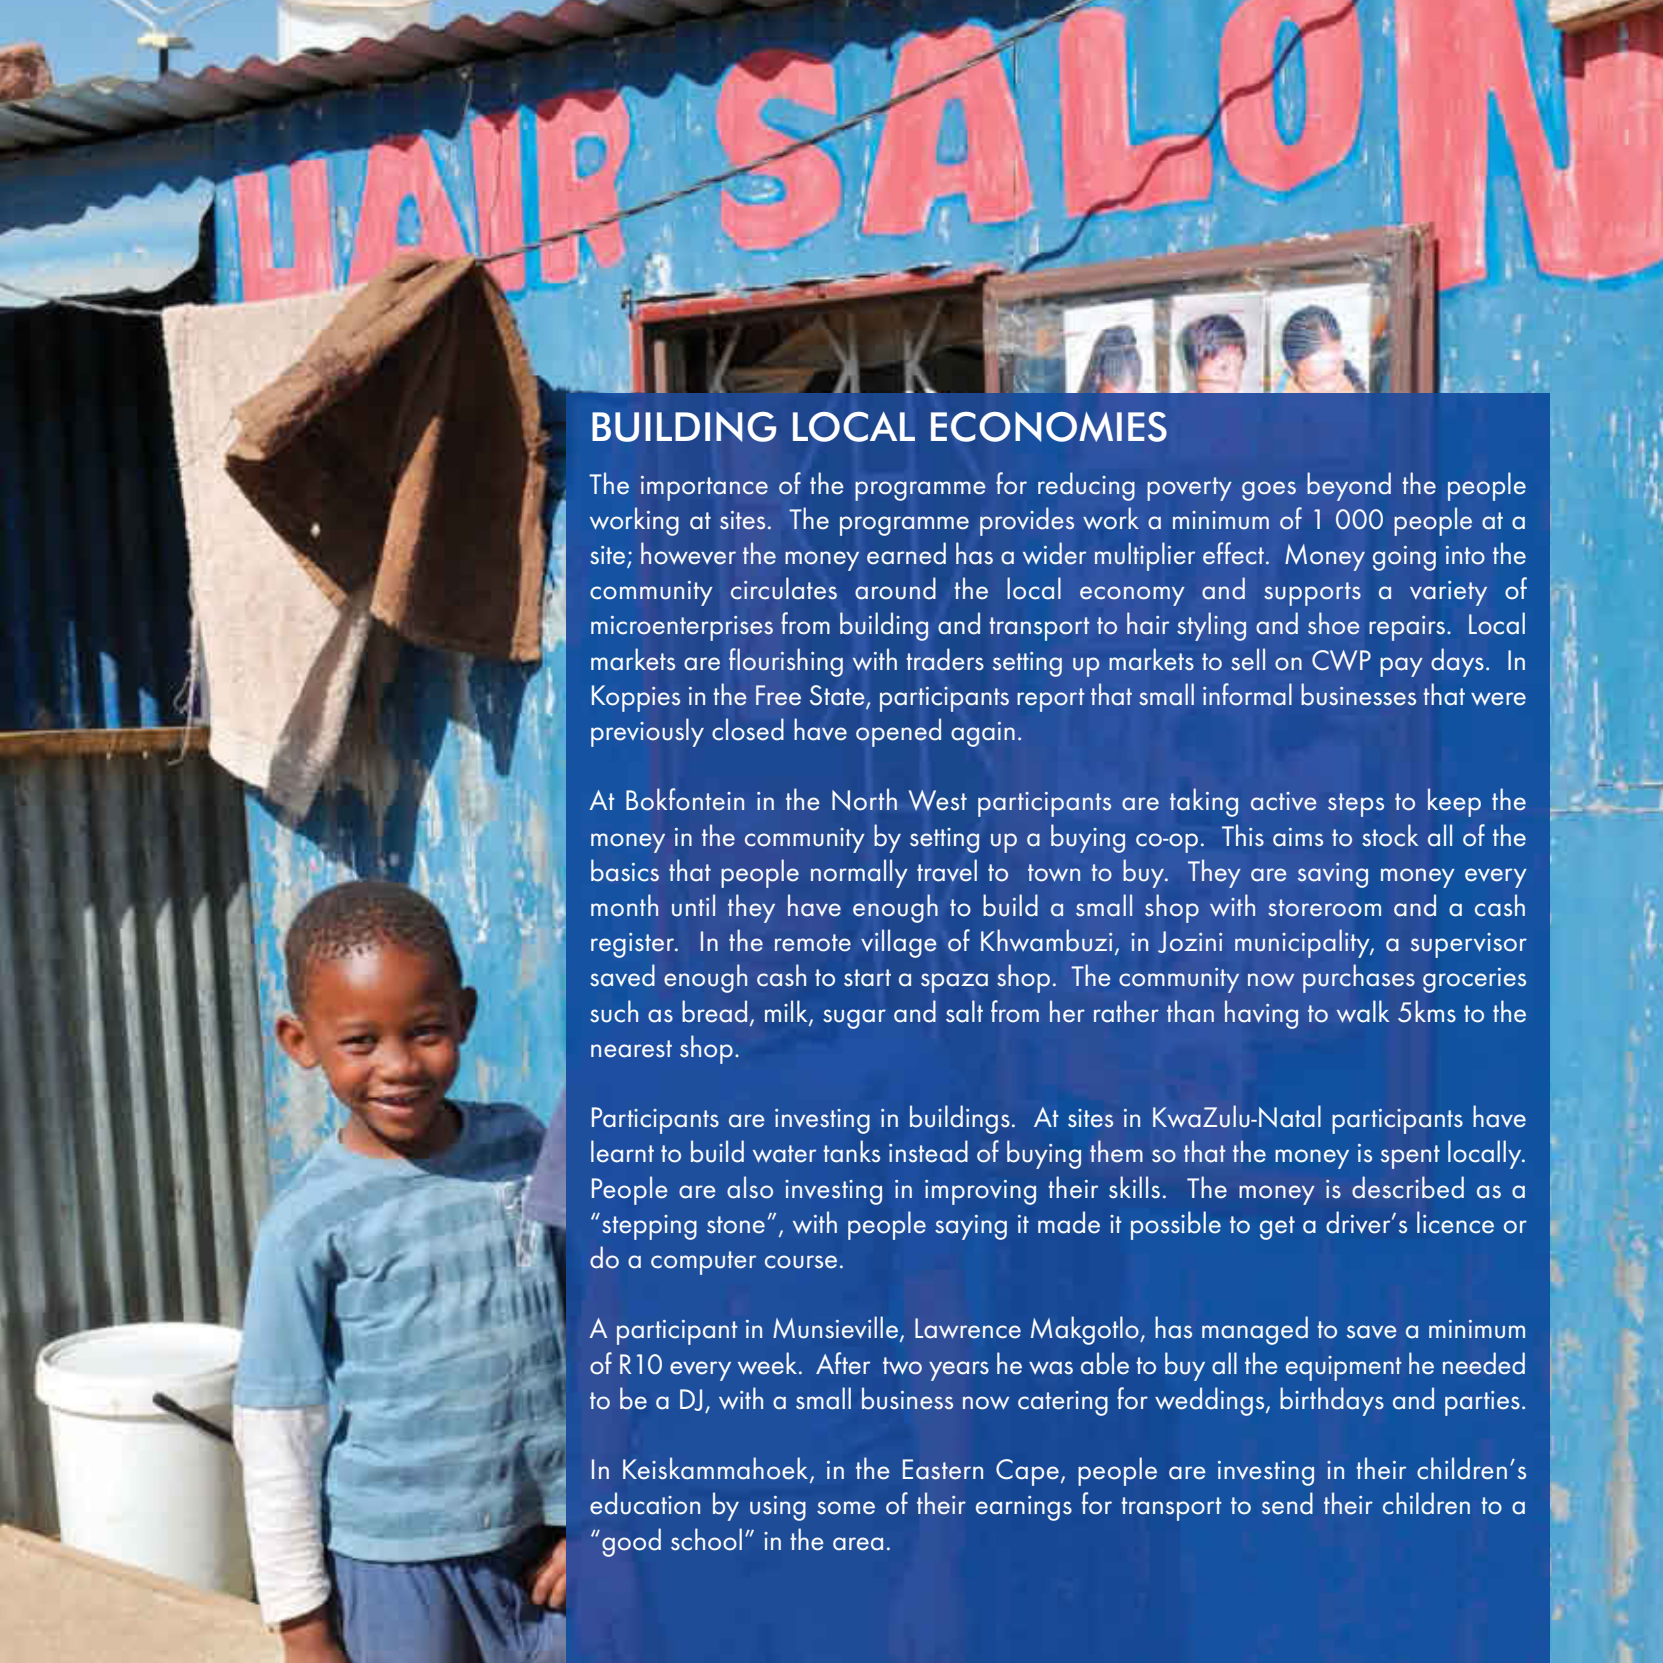 HAIR SALON
BUILDING LOCAL ECONOMIES
The importance of the programme for reducing poverty goes beyond the people
working at sites. The programme provides work a minimum of 1 000 people at a
site; however the money earned has a wider multiplier effect. Money going into the
community circulates around the local economy and supports a variety of
microenterprises from building and transport to hair styling and shoe repairs. Local
markets are flourishing with traders setting up markets to sell on CWP pay days. In
Koppies in the Free State, participants report that small informal businesses that were
previously closed have opened again.
At Bokfontein in the North West participants are taking active steps to keep the
money in the community by setting up a buying co-op. This aims to stock all of the
basics that people normally travel to town to buy. They are saving money every
month until they have enough to build a small shop with storeroom and a cash
register. In the remote village of Khwambuzi, in Jozini municipality, a supervisor
saved enough cash to start a spaza shop. The community now purchases groceries
such as bread, milk, sugar and salt from her rather than having to walk 5kms to the
nearest shop.
Participants are investing in buildings. At sites in KwaZulu-Natal participants have
learnt to build water tanks instead of buying them so that the money is spent locally.
People are also investing in improving their skills. The money is described as a
“stepping stone”, with people saying it made it possible to get a driver’s licence or
do a computer course.
A participant in Munsieville, Lawrence Makgotlo, has managed to save a minimum
of R10 every week. After two years he was able to buy all the equipment he needed
to be a DJ, with a small business now catering for weddings, birthdays and parties.
In Keiskammahoek, in the Eastern Cape, people are investing in their children’s
education by using some of their earnings for transport to send their children to a
“good school” in the area.